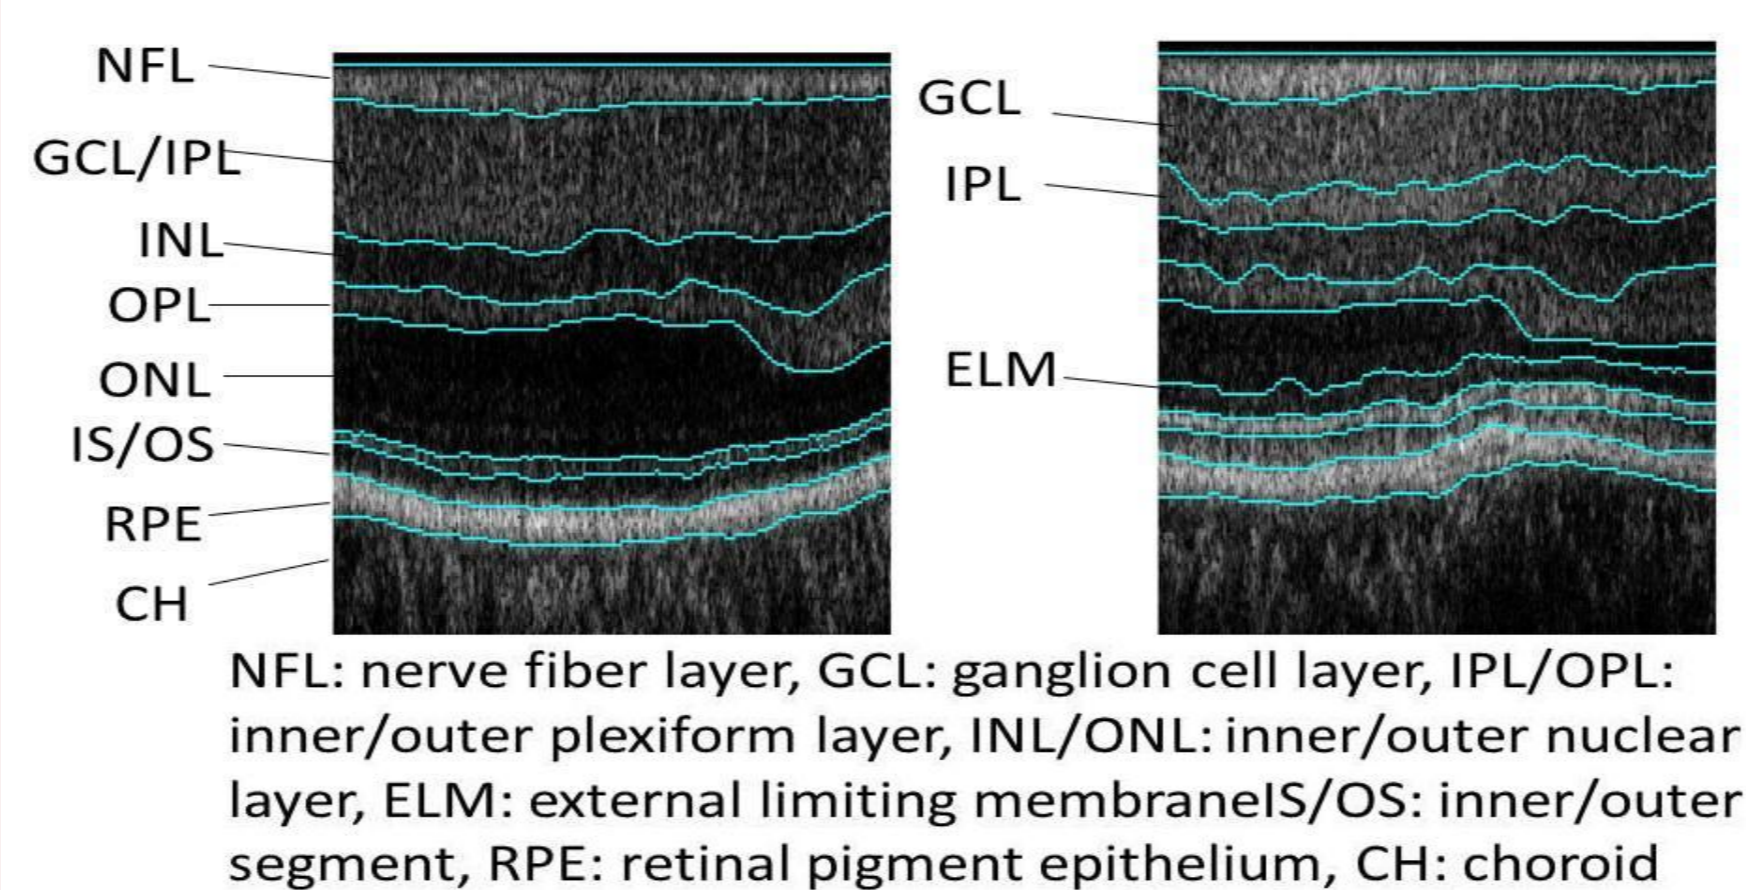 NFL
GCL/IPL
INL
OPL
ONL
IS/OS
RPE
CH
GCL
IPL
ELM
NFL: nerve fiber layer, GCL: ganglion cell layer, IPL/OPL:
inner/outer plexiform layer, INL/ONL: inner/outer nuclear
layer, ELM: external limiting membraneIS/OS: inner/outer
segment, RPE: retinal pigment epithelium, CH: choroid